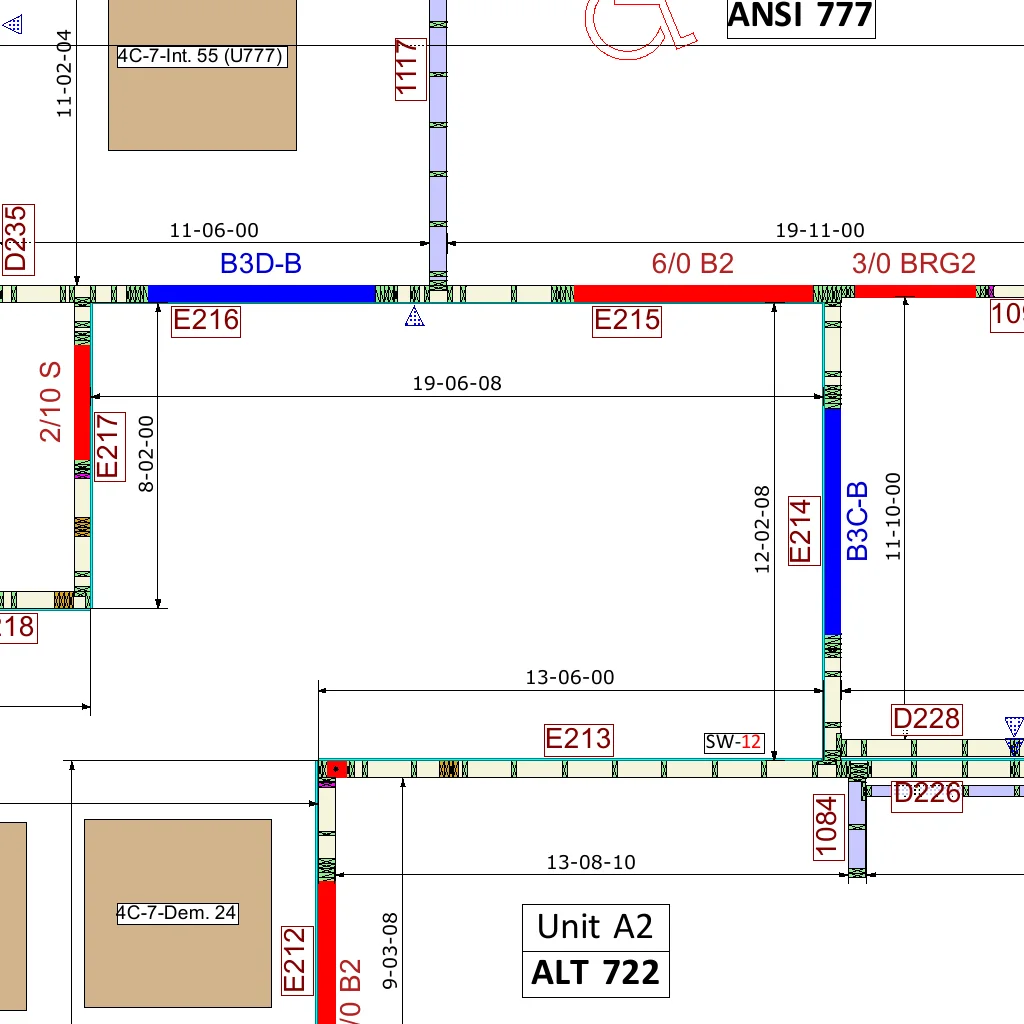 ANSI 777
4C-7-Int. 55 (U777)
11-02-04
1117
D235
11-06-00
19-11-00
B3D-B
6/0 B2
3/0 BRG2
E216
E215
2/10 S
19-06-08
E217
8-02-00
12-02-08
E214
B3C-B
11-10-00
13-06-00
E213
SW-12
D228
D226
1084
13-08-10
4C-7-Dem. 24
E212
/0 B2
9-03-08
Unit A2
ALT 722